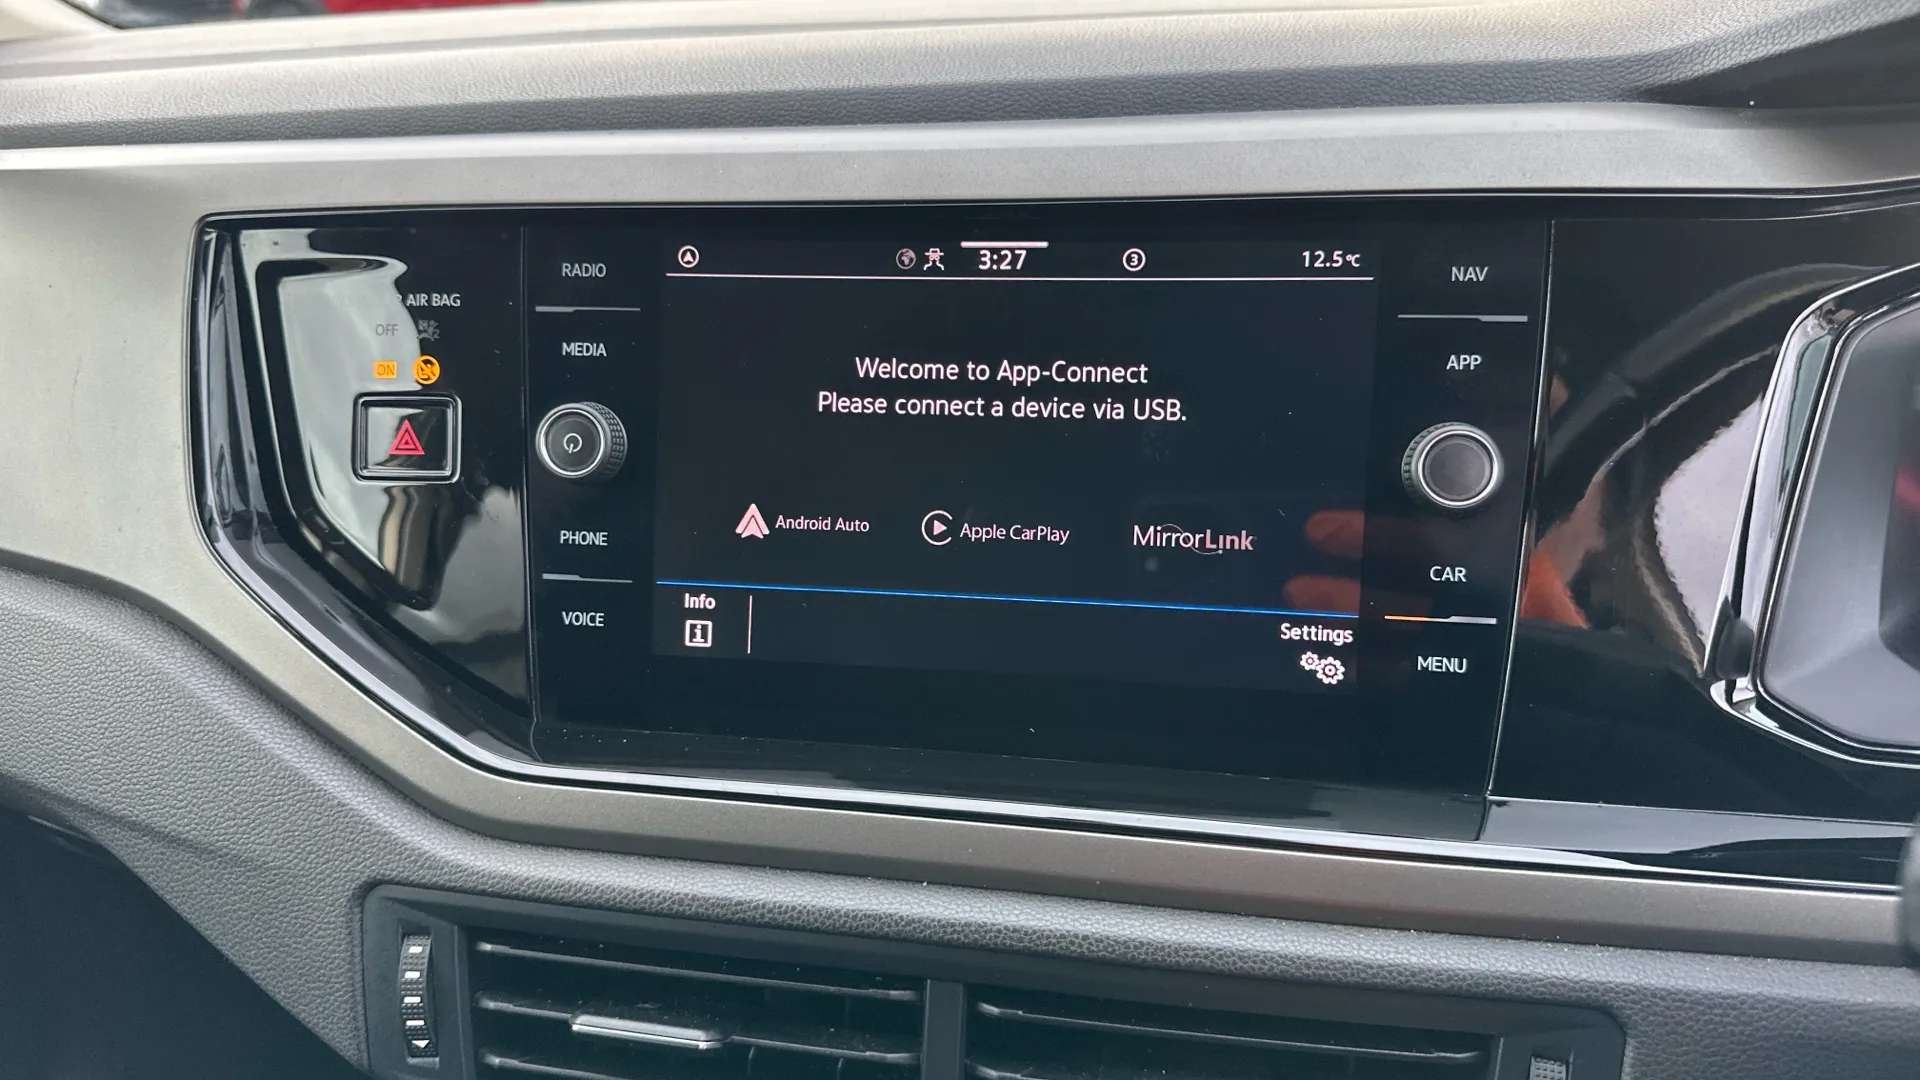 AIR BAG
OFF
ON
RADIO
MEDIA
PHONE
VOICE
3:27
3
12.5°C
Welcome to App-Connect
Please connect a device via USB.
Android Auto
Apple CarPlay
MirrorLink
Info
i
Settings
NAV
APP
CAR
MENU